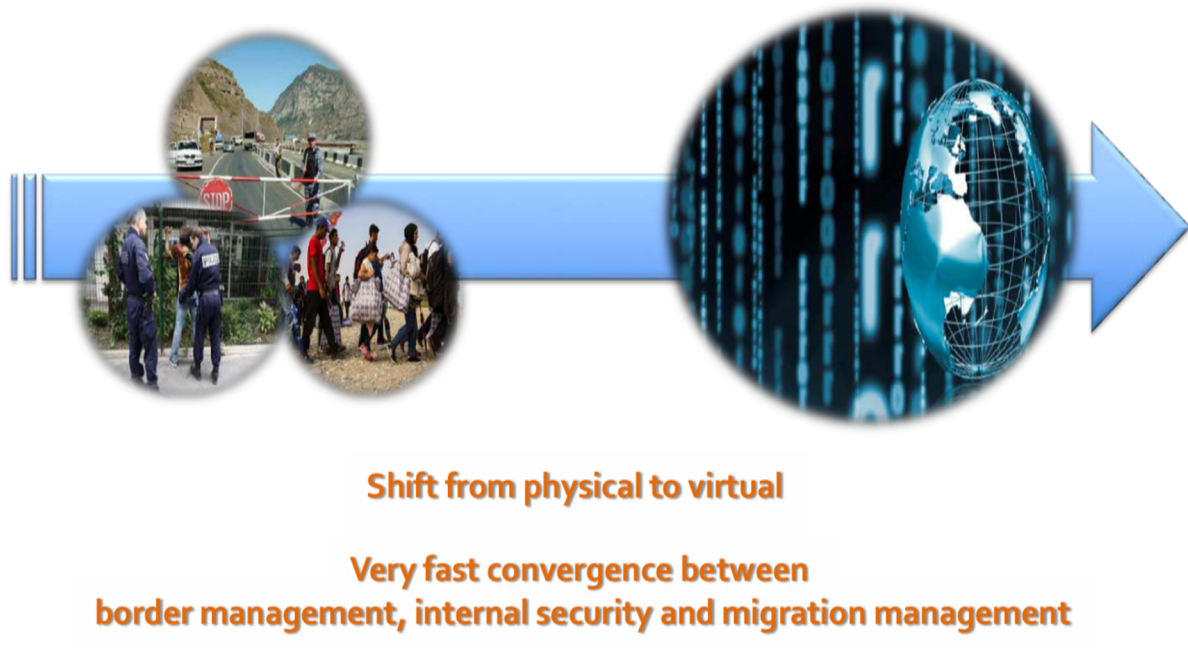 STOP
Shift from physical to virtual
Very fast convergence between
border management, internal security and migration management